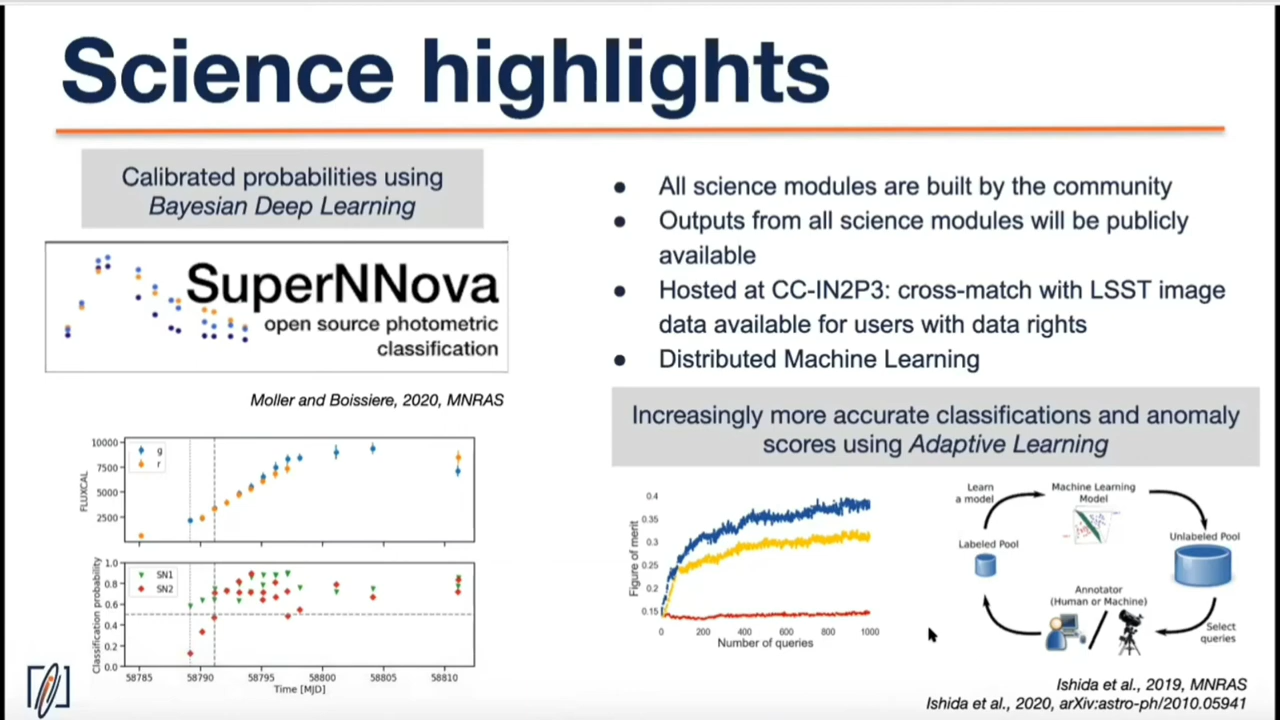 Science highlights
Calibrated probabilities using
Bayesian Deep Learning
SuperNNova
open source photometric
classification
Moller and Boissiere, 2020, MNRAS
10000
7500
5000
2500
FLUXCAL
g
r
1.0
0.8
0.6
0.4
0.2
0.0
Classification probability
SN1
SN2
58785
58790
58795
58800
58805
58810
Time [MJD]
● All science modules are built by the community
● Outputs from all science modules will be publicly
available
● Hosted at CC-IN2P3: cross-match with LSST image
data available for users with data rights
● Distributed Machine Learning
Increasingly more accurate classifications and anomaly
scores using Adaptive Learning
0.4
0.35
0.3
0.25
0.2
0.15
Figure of merit
0
200
400
600
800
1000
Number of queries
Learn
a model
Machine Learning
Model
Labeled Pool
Unlabeled Pool
Annotator
(Human or Machine)
Select
queries
Ishida et al., 2019, MNRAS
Ishida et al., 2020, arXiv:astro-ph/2010.05941